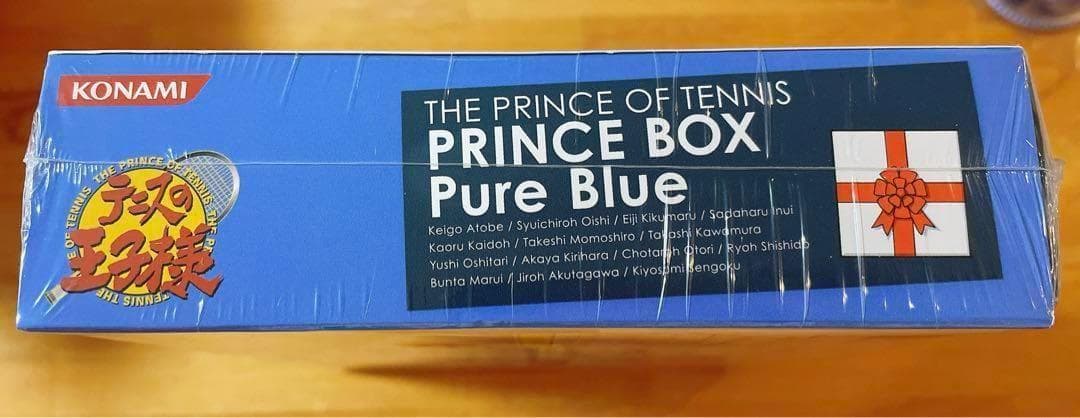 KONAMI
THE PRINCE OF TENNIS
PRINCE BOX
Pure Blue
Keigo Atobe / Syuichiroh Oishi / Eiji Kikumaru / Sadaharu Inui
Kaoru Kaidoh / Takeshi Momoshiro / Takashi Kawamura
Yushi Oshitari / Akaya Kirihara / Chotaroh Otori / Ryoh Shishido
Bunta Marui / Jiroh Akutagawa / Kiyosumi Sengoku
THE PRINCE OF TENNIS
テニスの
王子様